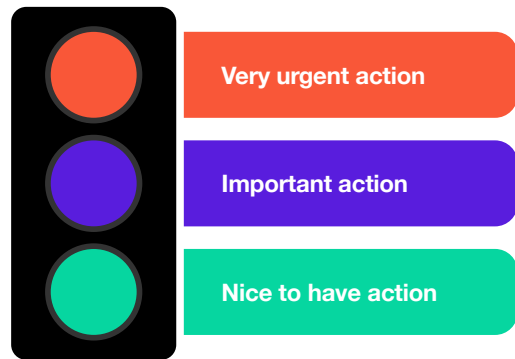 Very urgent action
Important action
Nice to have action